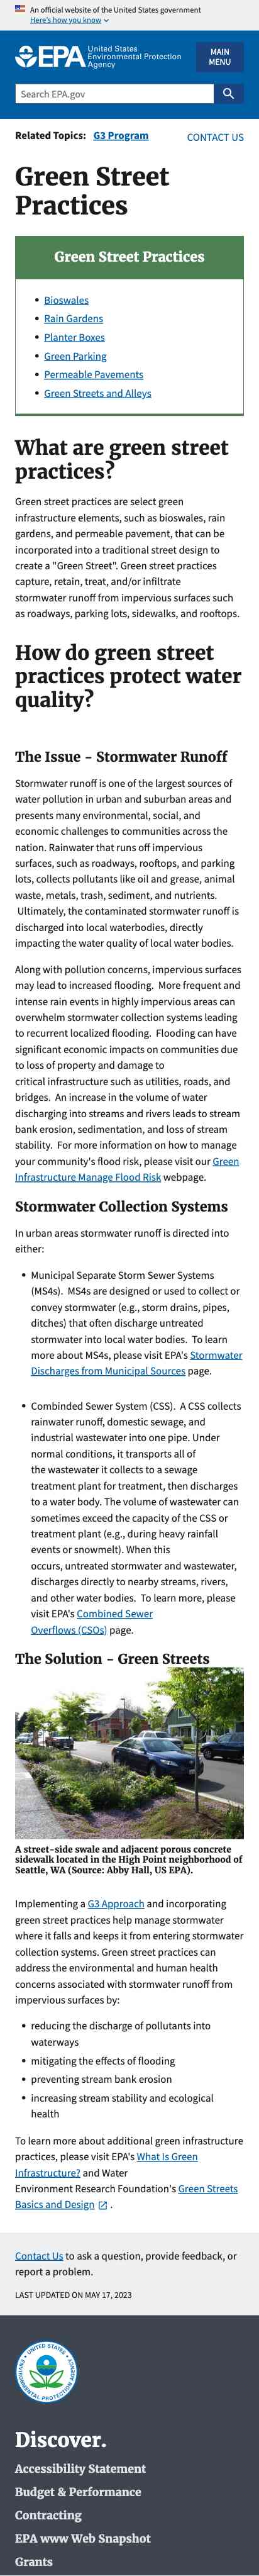 An official website of the United States government
Here's how you know
EPA United States
Environmental Protection
Agency
MAIN
MENU
Search EPA.gov
Related Topics: G3 Program
CONTACT US
Green Street
Practices
Green Street Practices
• Bioswales
• Rain Gardens
• Planter Boxes
• Green Parking
• Permeable Pavements
• Green Streets and Alleys
What are green street
practices?
Green street practices are select green
infrastructure elements, such as bioswales, rain
gardens, and permeable pavement, that can be
incorporated into a traditional street design to
create a "Green Street". Green street practices
capture, retain, treat, and/or infiltrate
stormwater runoff from impervious surfaces such
as roadways, parking lots, sidewalks, and rooftops.
How do green street
practices protect water
quality?
The Issue - Stormwater Runoff
Stormwater runoff is one of the largest sources of
water pollution in urban and suburban areas and
presents many environmental, social, and
economic challenges to communities across the
nation. Rainwater that runs off impervious
surfaces, such as roadways, rooftops, and parking
lots, collects pollutants like oil and grease, animal
waste, metals, trash, sediment, and nutrients.
Ultimately, the contaminated stormwater runoff is
discharged into local waterbodies, directly
impacting the water quality of local water bodies.
Along with pollution concerns, impervious surfaces
may lead to increased flooding. More frequent and
intense rain events in highly impervious areas can
overwhelm stormwater collection systems leading
to recurrent localized flooding. Flooding can have
significant economic impacts on communities due
to loss of property and damage to
critical infrastructure such as utilities, roads, and
bridges. An increase in the volume of water
discharging into streams and rivers leads to stream
bank erosion, sedimentation, and loss of stream
stability. For more information on how to manage
your community's flood risk, please visit our Green
Infrastructure Manage Flood Risk webpage.
Stormwater Collection Systems
In urban areas stormwater runoff is directed into
either:
• Municipal Separate Storm Sewer Systems
(MS4s). MS4s are designed or used to collect or
convey stormwater (e.g., storm drains, pipes,
ditches) that often discharge untreated
stormwater into local water bodies. To learn
more about MS4s, please visit EPA's Stormwater
Discharges from Municipal Sources page.
• Combinded Sewer System (CSS). A CSS collects
rainwater runoff, domestic sewage, and
industrial wastewater into one pipe. Under
normal conditions, it transports all of
the wastewater it collects to a sewage
treatment plant for treatment, then discharges
to a water body. The volume of wastewater can
sometimes exceed the capacity of the CSS or
treatment plant (e.g., during heavy rainfall
events or snowmelt). When this
occurs, untreated stormwater and wastewater,
discharges directly to nearby streams, rivers,
and other water bodies. To learn more, please
visit EPA's Combined Sewer
Overflows (CSOs) page.
The Solution - Green Streets
A street-side swale and adjacent porous concrete
sidewalk located in the High Point neighborhood of
Seattle, WA (Source: Abby Hall, US EPA).
Implementing a G3 Approach and incorporating
green street practices help manage stormwater
where it falls and keeps it from entering stormwater
collection systems. Green street practices can
address the environmental and human health
concerns associated with stormwater runoff from
impervious surfaces by:
• reducing the discharge of pollutants into
waterways
• mitigating the effects of flooding
• preventing stream bank erosion
• increasing stream stability and ecological
health
To learn more about additional green infrastructure
practices, please visit EPA's What Is Green
Infrastructure? and Water
Environment Research Foundation's Green Streets
Basics and Design .
Contact Us to ask a question, provide feedback, or
report a problem.
LAST UPDATED ON MAY 17, 2023
UNITED STATES
ENVIRONMENTAL PROTECTION AGENCY
Discover.
Accessibility Statement
Budget & Performance
Contracting
EPA www Web Snapshot
Grants